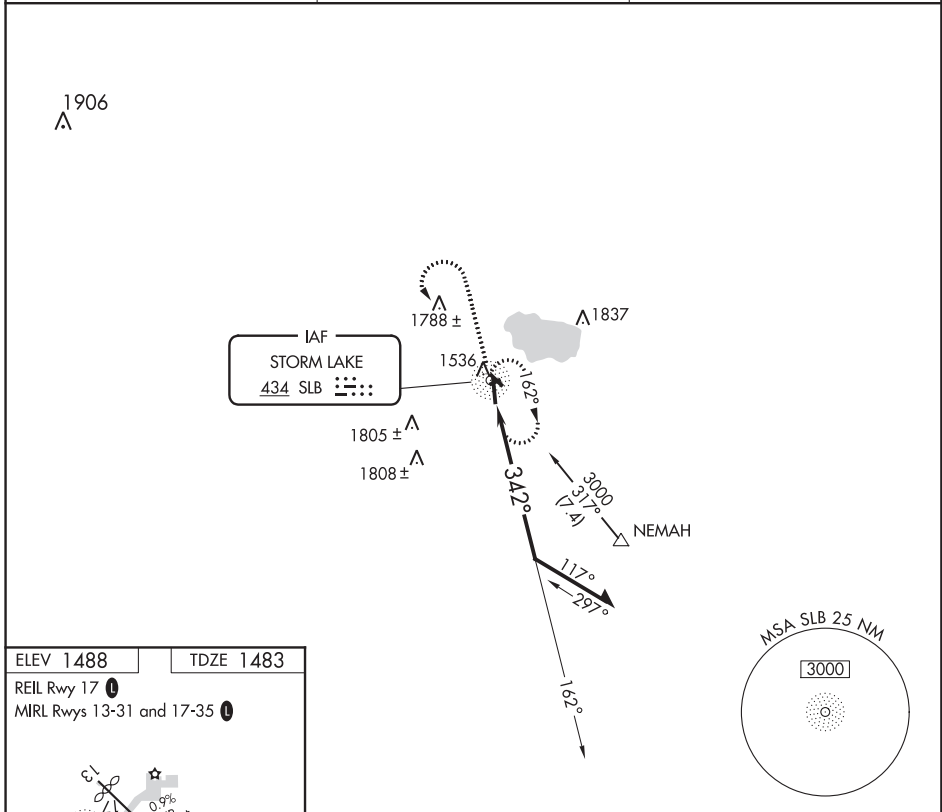 1906
1788 ±
1837
IAF
STORM LAKE
434 SLB
1536
162°
1805 ±
1808 ±
342°
3000
317°
(7.4)
NEMAH
117°
297°
162°
MSA SLB 25 NM
3000
ELEV 1488
TDZE 1483
REIL Rwy 17 L
MIRL Rwys 13-31 and 17-35 L
13
17
0.9%